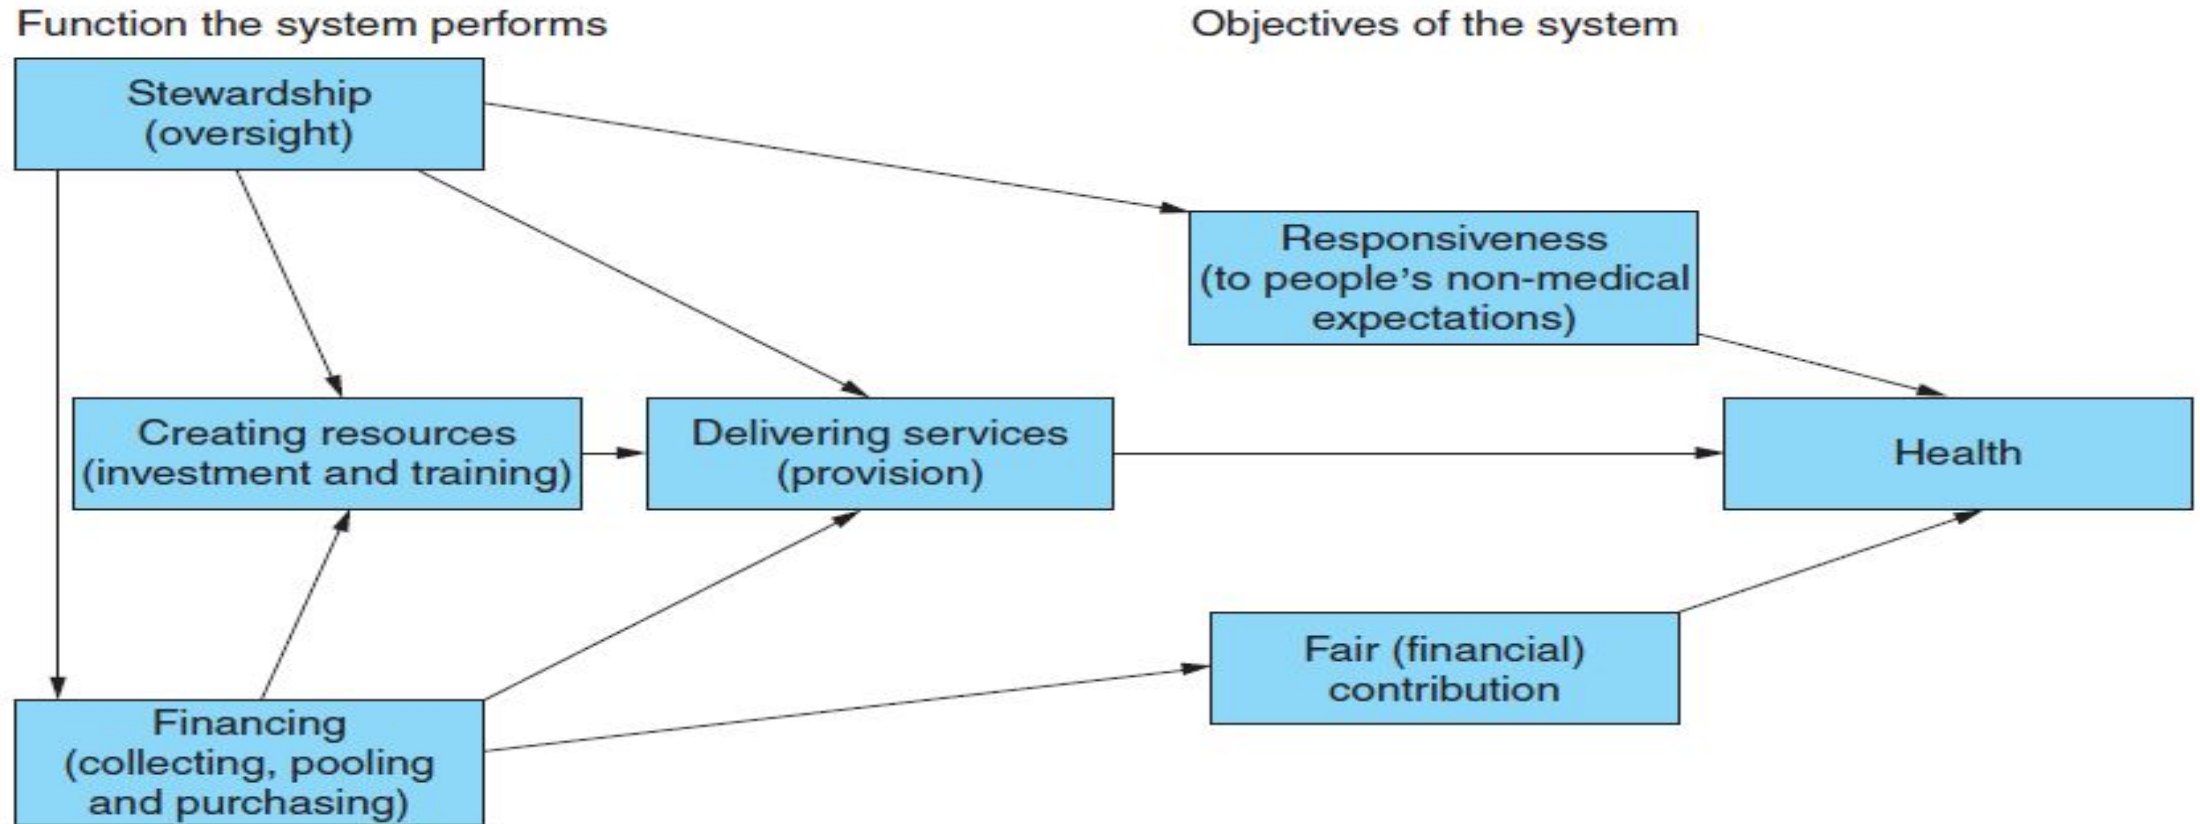 Function the system performs
Objectives of the system
Stewardship
(oversight)
Responsiveness
(to people's non-medical
expectations)
Creating resources
(investment and training)
Delivering services
(provision)
Health
Fair (financial)
contribution
Financing
(collecting, pooling
and purchasing)